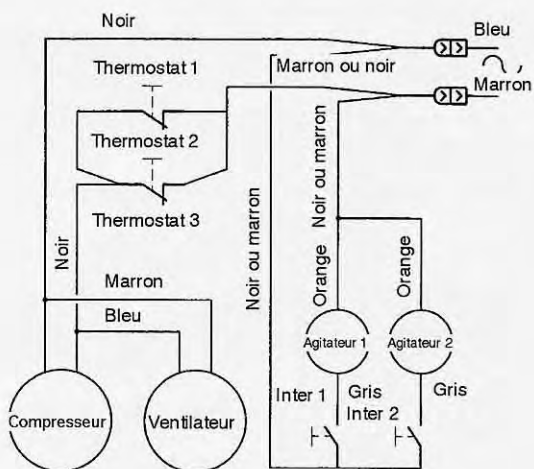 Noir
Bleu
Thermostat 1
Marron ou noir
Marron
Thermostat 2
Thermostat 3
Noir
Noir ou marron
Noir ou marron
Orange
Orange
Marron
Bleu
Agitateur 1
Agitateur 2
Compresseur
Ventilateur
Inter 1
Gris
Gris
Inter 2